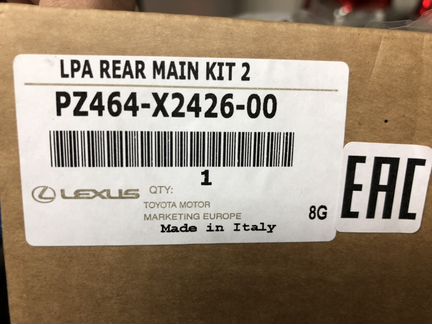 LPA REAR MAIN KIT 2
PZ464-X2426-00
1
LEXUS QTY:
TOYOTA MOTOR
MARKETING EUROPE
Made in Italy
8G
EAC